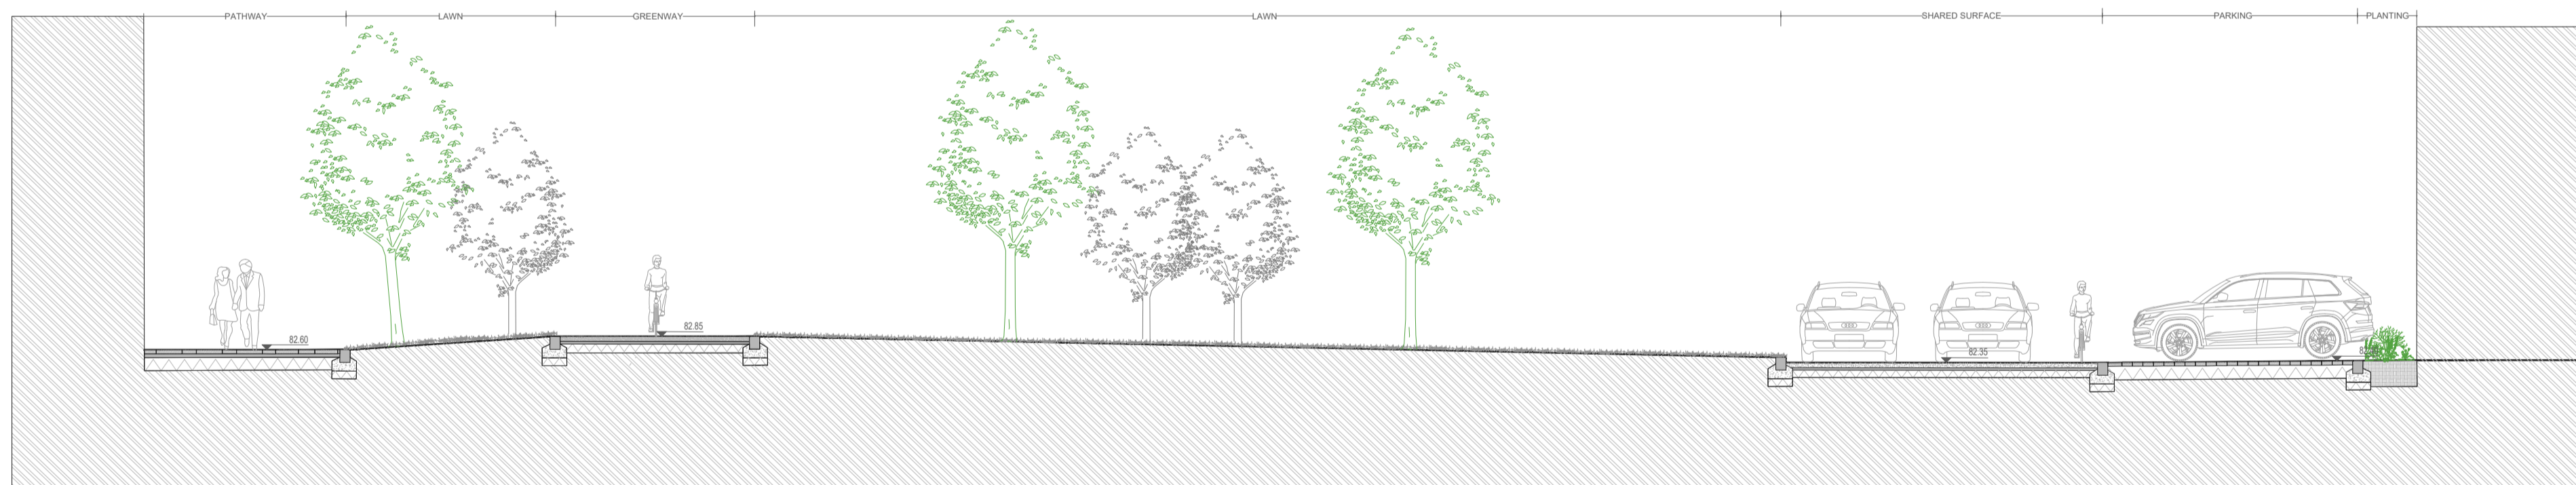 PATHWAY LAWN GREENWAY LAWN SHARED SURFACE PARKING PLANTING
82.60
82.85
82.35